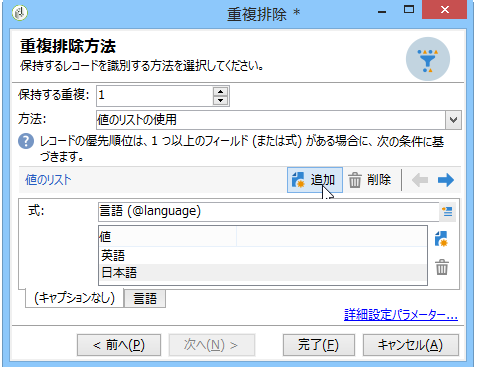 重複排除 *
重複排除方法
保持するレコードを識別する方法を選択してください。
保持する重複: 1
方法: 値のリストの使用
レコードの優先順位は、1 つ以上のフィールド (または式) がある場合に、次の条件に基
づきます。
値のリスト 追加 削除
式: 言語 (@language)
値
英語
日本語
(キャプションなし) 言語
詳細設定パラメーター...
< 前へ(P) 次へ(N) > 完了(F) キャンセル(A)